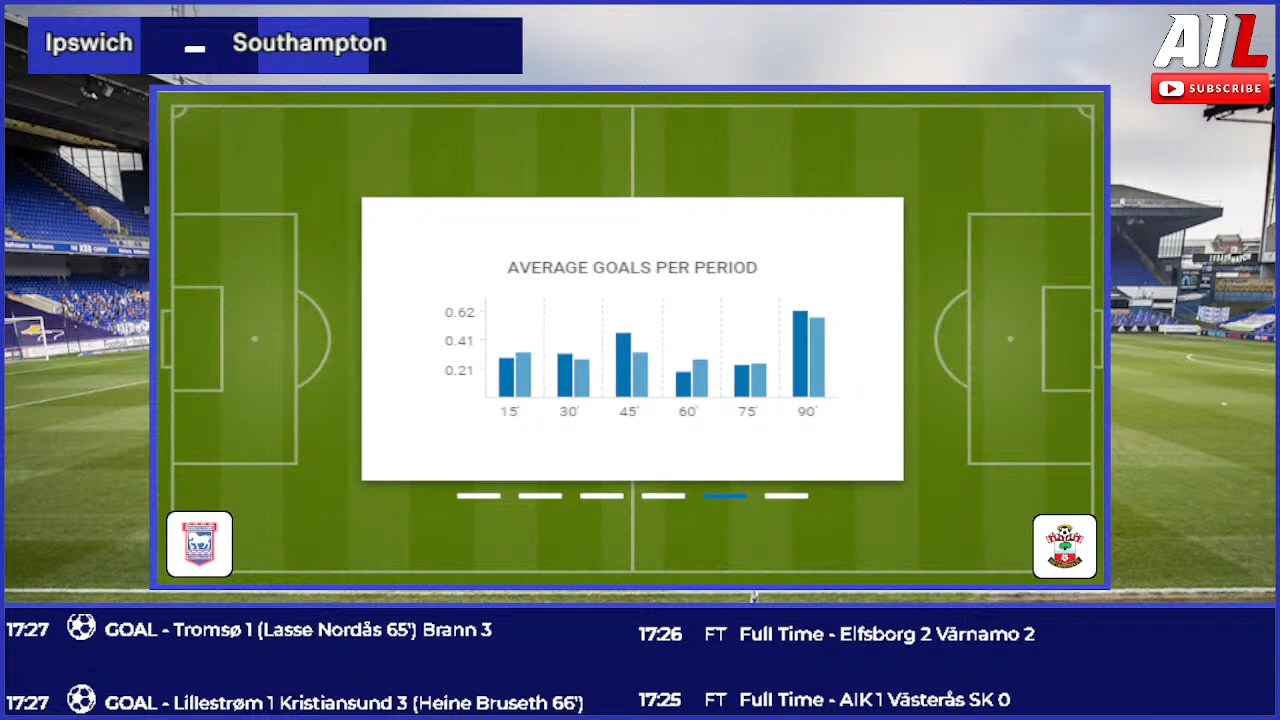 Ipswich - Southampton
AIL
SUBSCRIBE
AVERAGE GOALS PER PERIOD
0.62
0.41
0.21
15' 30' 45' 60' 75' 90'
17:27 GOAL - Tromsø 1 (Lasse Nordås 65') Brann 3
17:26 FT Full Time - Elfsborg 2 Värnamo 2
17:27 GOAL - Lillestrøm 1 Kristiansund 3 (Heine Bruseth 66')
17:25 FT Full Time - AIK 1 Västerås SK 0